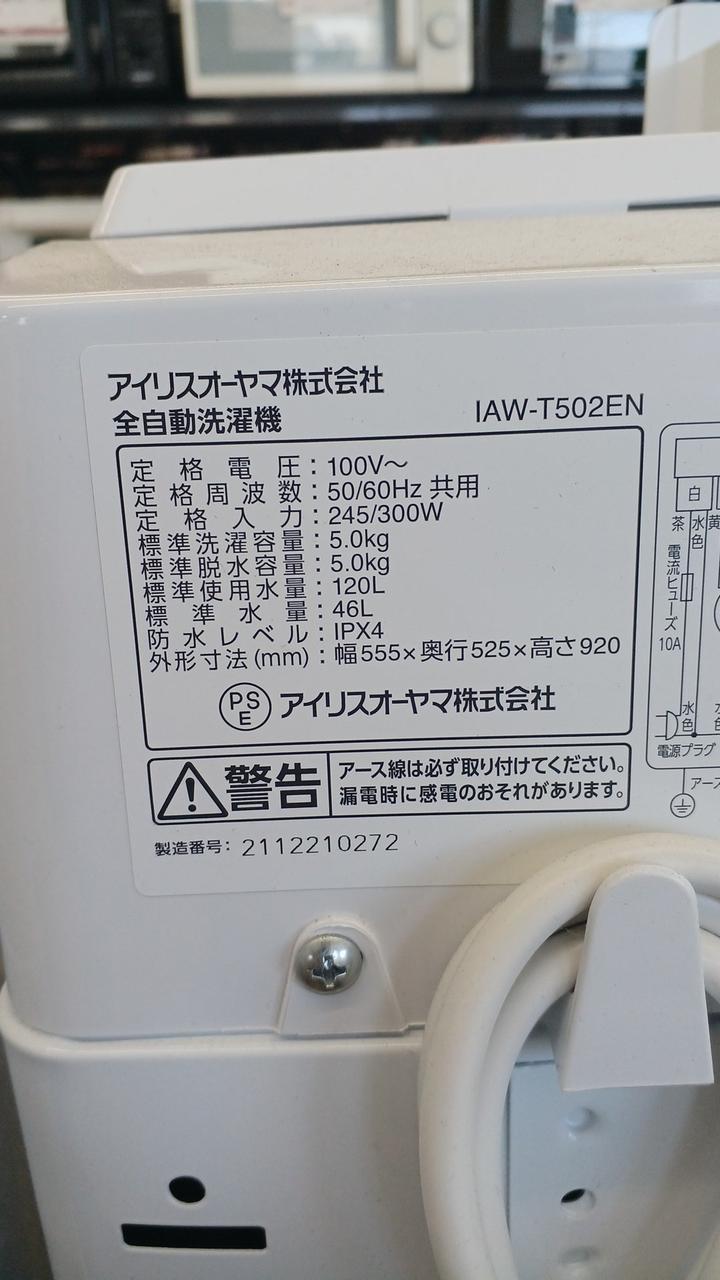 アイリスオーヤマ株式会社
全自動洗濯機
IAW-T502EN
定格電圧：100V～
定格周波数：50/60Hz 共用
定格入力：245/300W
標準洗濯容量：5.0kg
標準脱水容量：5.0kg
標準使用水量：120L
標準水量：46L
防水レベル：IPX4
外形寸法(mm)：幅555×奥行525×高さ920
PSE アイリスオーヤマ株式会社
警告
アース線は必ず取り付けてください。
漏電時に感電のおそれがあります。
製造番号：2112210272
白
茶
水色
黄
電流ヒューズ
10A
水色
電源プラグ
アース